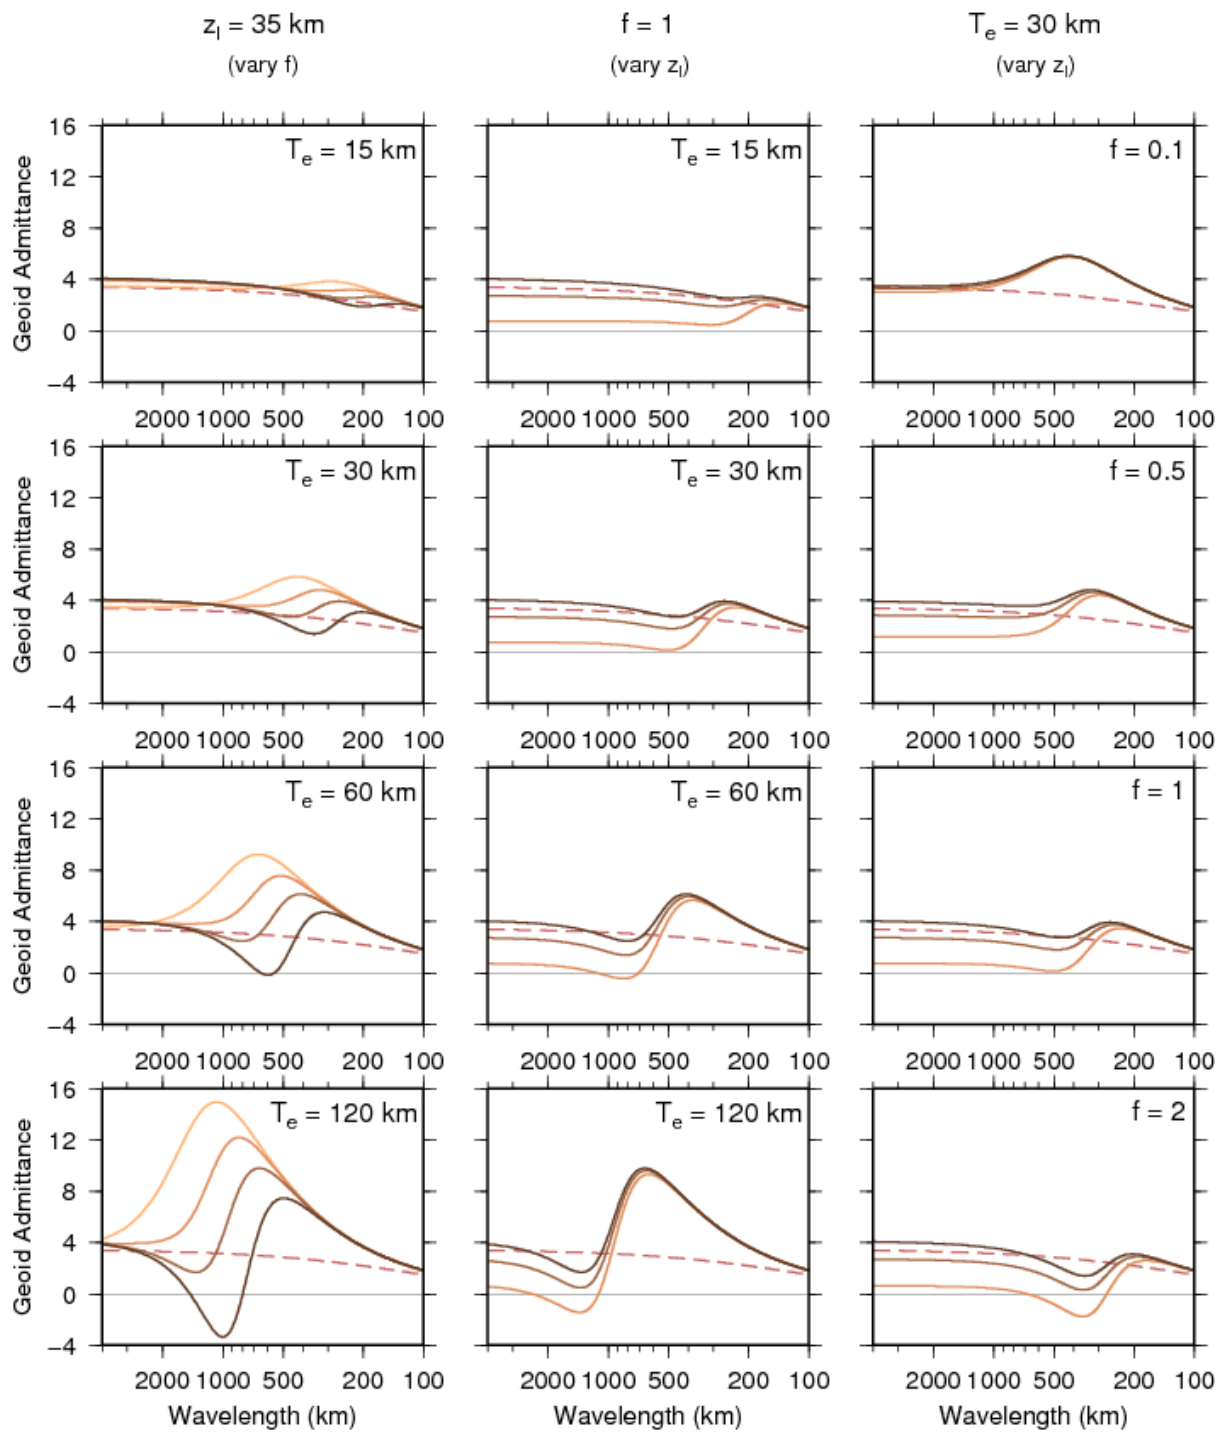 z_l = 35 km f = 1 T_e = 30 km
(vary f) (vary z_l) (vary z_l)
16 T_e = 15 km T_e = 15 km f = 0.1
12
8
4
0
−4
Geoid Admittance
2000 1000 500 200 100 2000 1000 500 200 100 2000 1000 500 200 100
16 T_e = 30 km T_e = 30 km f = 0.5
12
8
4
0
−4
Geoid Admittance
2000 1000 500 200 100 2000 1000 500 200 100 2000 1000 500 200 100
16 T_e = 60 km T_e = 60 km f = 1
12
8
4
0
−4
Geoid Admittance
2000 1000 500 200 100 2000 1000 500 200 100 2000 1000 500 200 100
16 T_e = 120 km T_e = 120 km f = 2
12
8
4
0
−4
Geoid Admittance
2000 1000 500 200 100 2000 1000 500 200 100 2000 1000 500 200 100
Wavelength (km) Wavelength (km) Wavelength (km)